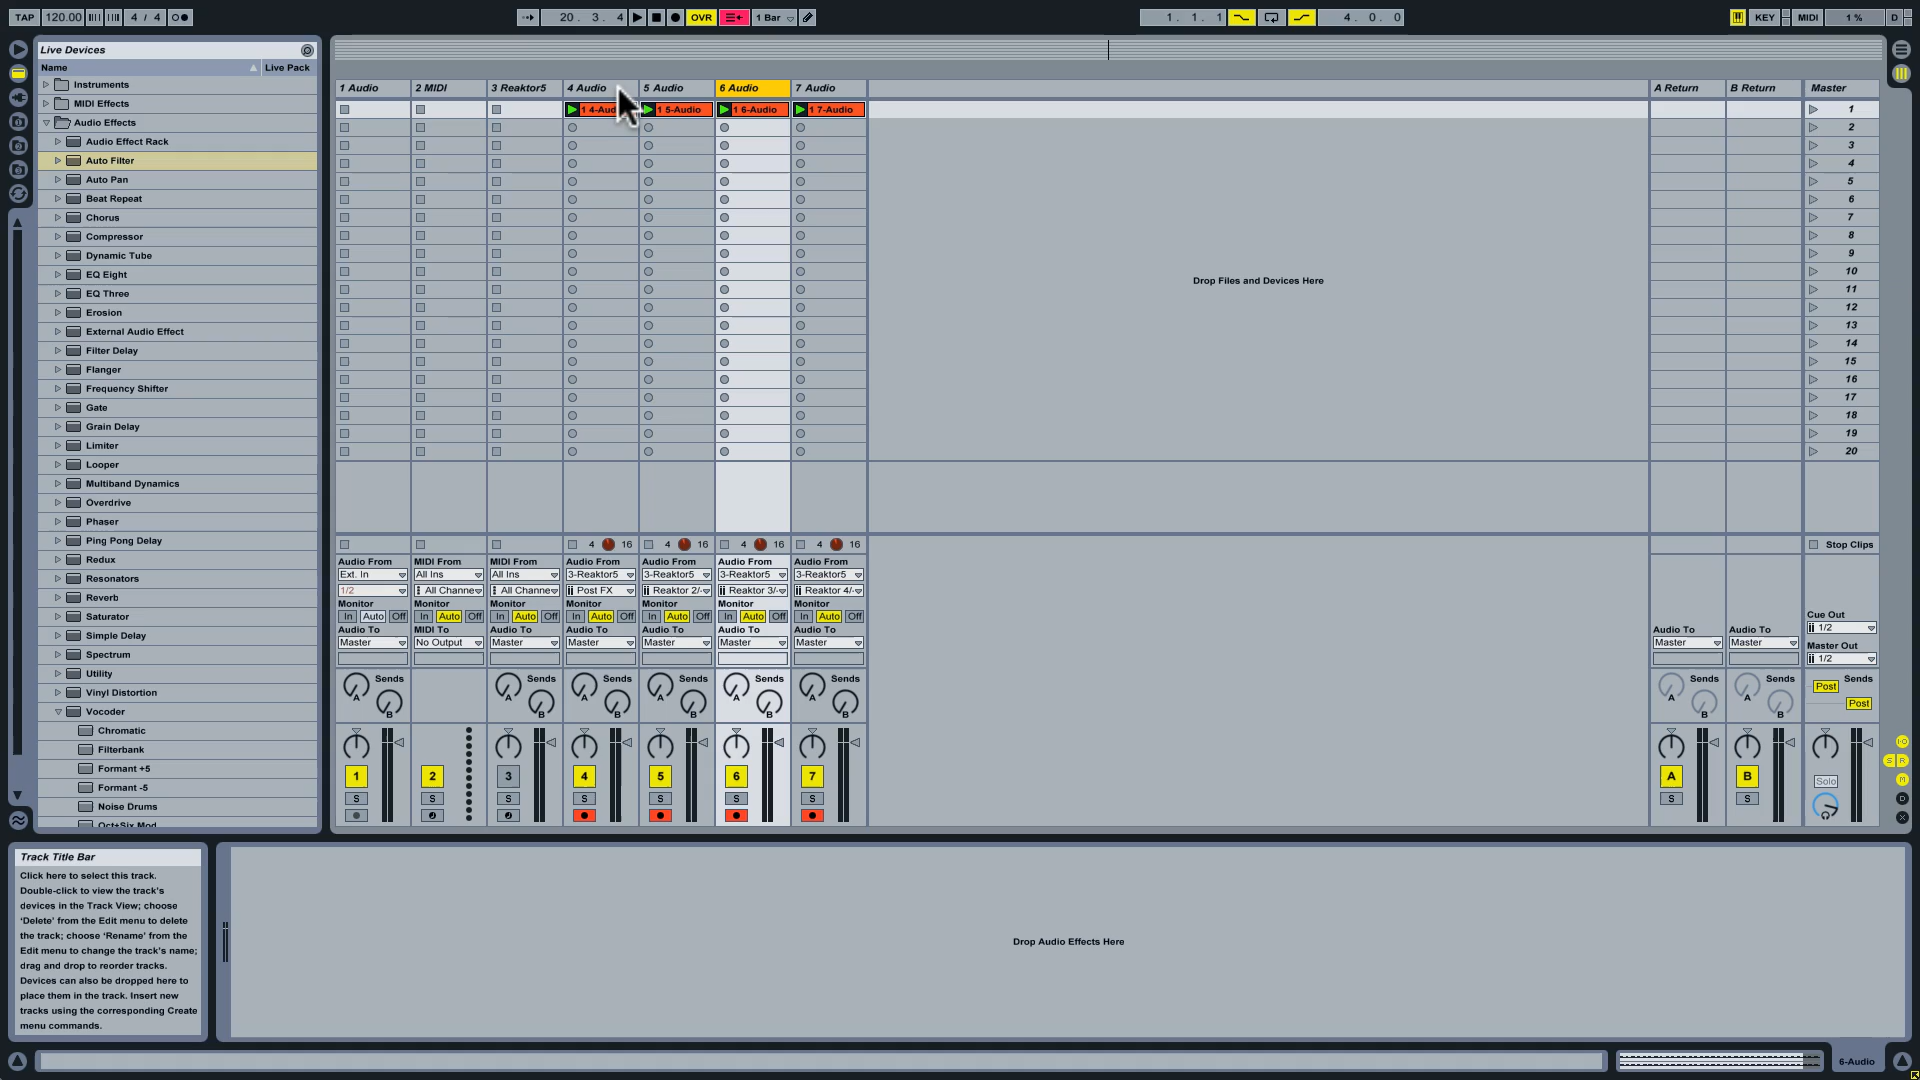 TAP 120.00 4 / 4 20 . 3 . 4 OVR 1 Bar 1 . 1 . 1 4 . 0 . 0 KEY MIDI 1 % D
Live Devices
Name Live Pack
Instruments
MIDI Effects
Audio Effects
Audio Effect Rack
Auto Filter
Auto Pan
Beat Repeat
Chorus
Compressor
Dynamic Tube
EQ Eight
EQ Three
Erosion
External Audio Effect
Filter Delay
Flanger
Frequency Shifter
Gate
Grain Delay
Limiter
Looper
Multiband Dynamics
Overdrive
Phaser
Ping Pong Delay
Redux
Resonators
Reverb
Saturator
Simple Delay
Spectrum
Utility
Vinyl Distortion
Vocoder
Chromatic
Filterbank
Formant +5
Formant -5
Noise Drums
Oct+Six Mod
1 Audio 2 MIDI 3 Reaktor5 4 Audio 5 Audio 6 Audio 7 Audio A Return B Return Master
1 4-Aud 1 5-Audio 1 6-Audio 1 7-Audio 1
2
3
4
5
6
7
8
9
10
11
12
13
14
15
16
17
18
19
20
Drop Files and Devices Here
4 16 4 16 4 16 4 16 Stop Clips
Audio From MIDI From MIDI From Audio From Audio From Audio From Audio From
Ext. In All Ins All Ins 3-Reaktor5 3-Reaktor5 3-Reaktor5 3-Reaktor5
1/2 All Channe All Channe Post FX Reaktor 2/- Reaktor 3/- Reaktor 4/-
Monitor Monitor Monitor Monitor Monitor Monitor Monitor Cue Out
In Auto Off In Auto Off In Auto Off In Auto Off In Auto Off In Auto Off In Auto Off 1/2
Audio To MIDI To Audio To Audio To Audio To Audio To Audio To Audio To Audio To Master Out
Master No Output Master Master Master Master Master Master Master 1/2
Sends Sends Sends Sends Sends Sends Sends Sends Sends
A B A B A B A B A B A B A B A B Post Post
1 2 3 4 5 6 7 A B Solo
S S S S S S S S S
Track Title Bar
Click here to select this track.
Double-click to view the track's
devices in the Track View; choose
'Delete' from the Edit menu to delete
the track; choose 'Rename' from the
Edit menu to change the track's name;
drag and drop to reorder tracks.
Devices can also be dropped here to
place them in the track. Insert new
tracks using the corresponding Create
menu commands.
Drop Audio Effects Here
6-Audio